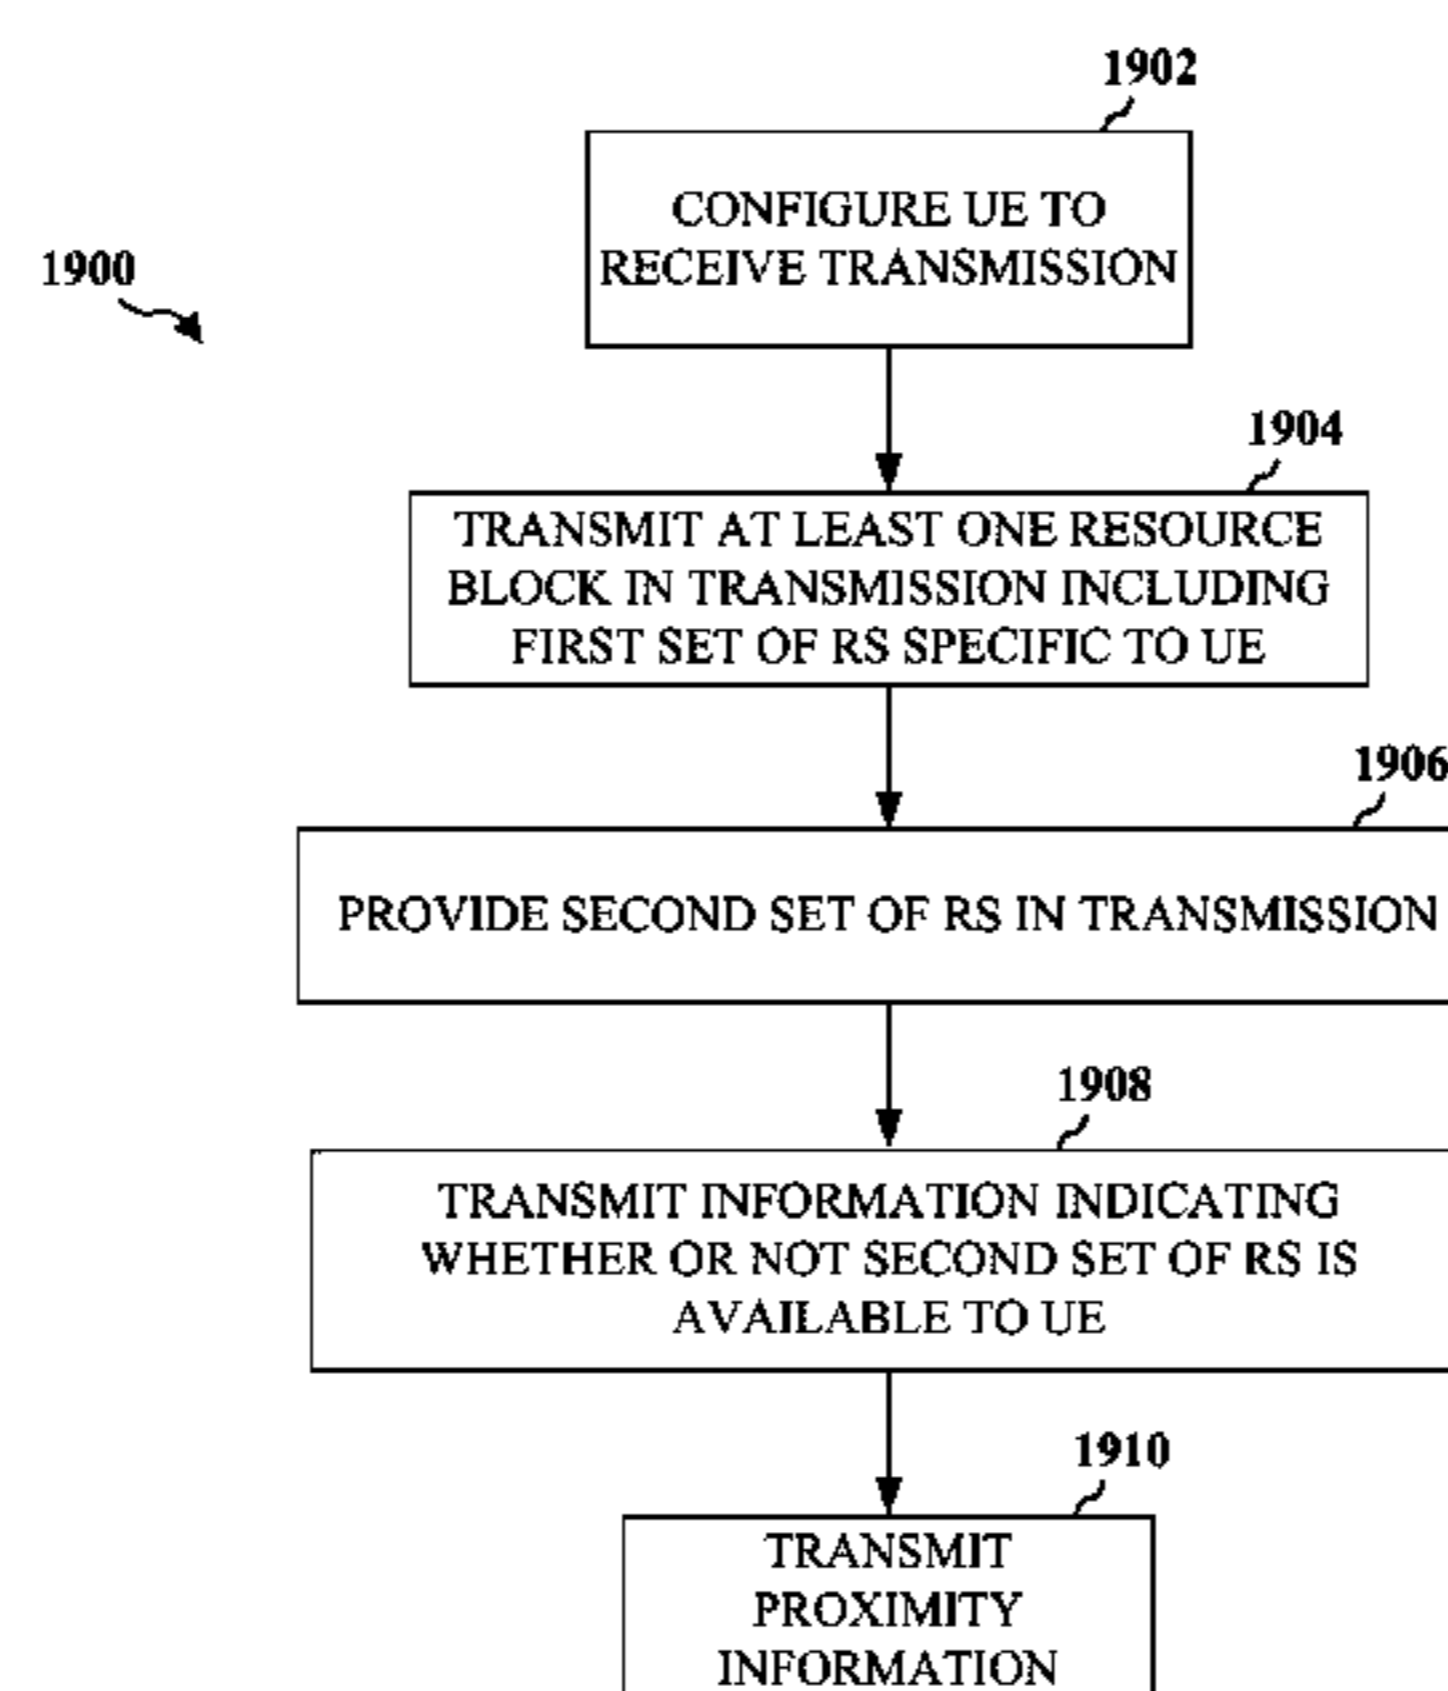 1902
CONFIGURE UE TO
RECEIVE TRANSMISSION
1900
1904
TRANSMIT AT LEAST ONE RESOURCE
BLOCK IN TRANSMISSION INCLUDING
FIRST SET OF RS SPECIFIC TO UE
1906
PROVIDE SECOND SET OF RS IN TRANSMISSION
1908
TRANSMIT INFORMATION INDICATING
WHETHER OR NOT SECOND SET OF RS IS
AVAILABLE TO UE
1910
TRANSMIT
PROXIMITY
INFORMATION